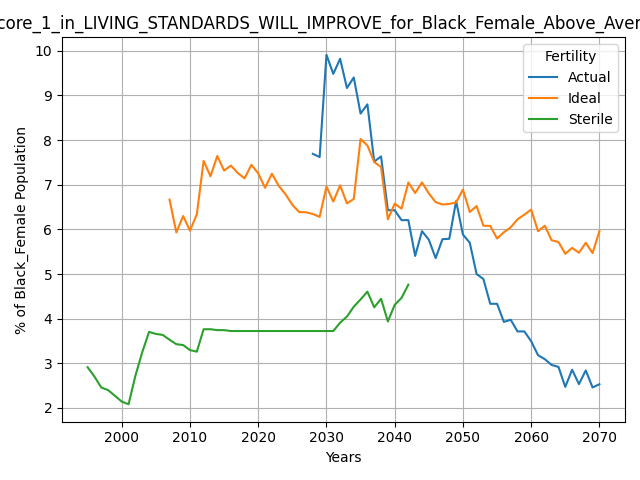 core_1_in_LIVING_STANDARDS_WILL_IMPROVE_for_Black_Female_Above_Aver
Fertility
Actual
Ideal
Sterile
% of Black_Female Population
10
9
8
7
6
5
4
3
2
2000 2010 2020 2030 2040 2050 2060 2070
Years